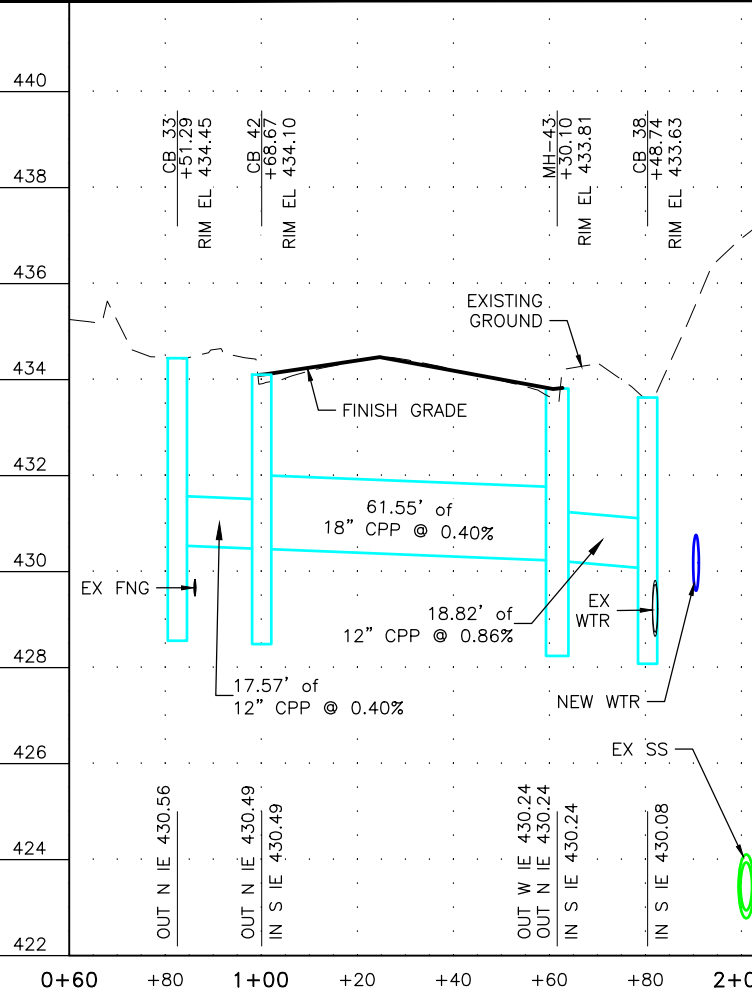 440
438
436
434
432
430
428
426
424
422
CB 33
+51.29
RIM EL 434.45
CB 42
+68.67
RIM EL 434.10
MH-43
+30.10
RIM EL 433.81
CB 38
+48.74
RIM EL 433.63
EXISTING
GROUND
FINISH GRADE
61.55' of
18" CPP @ 0.40%
EX FNG
18.82' of
12" CPP @ 0.86%
EX
WTR
17.57' of
12" CPP @ 0.40%
NEW WTR
EX SS
OUT N IE 430.56
OUT N IE 430.49
IN S IE 430.49
OUT W IE 430.24
OUT N IE 430.24
IN S IE 430.24
IN S IE 430.08
0+60 +80 1+00 +20 +40 +60 +80 2+0